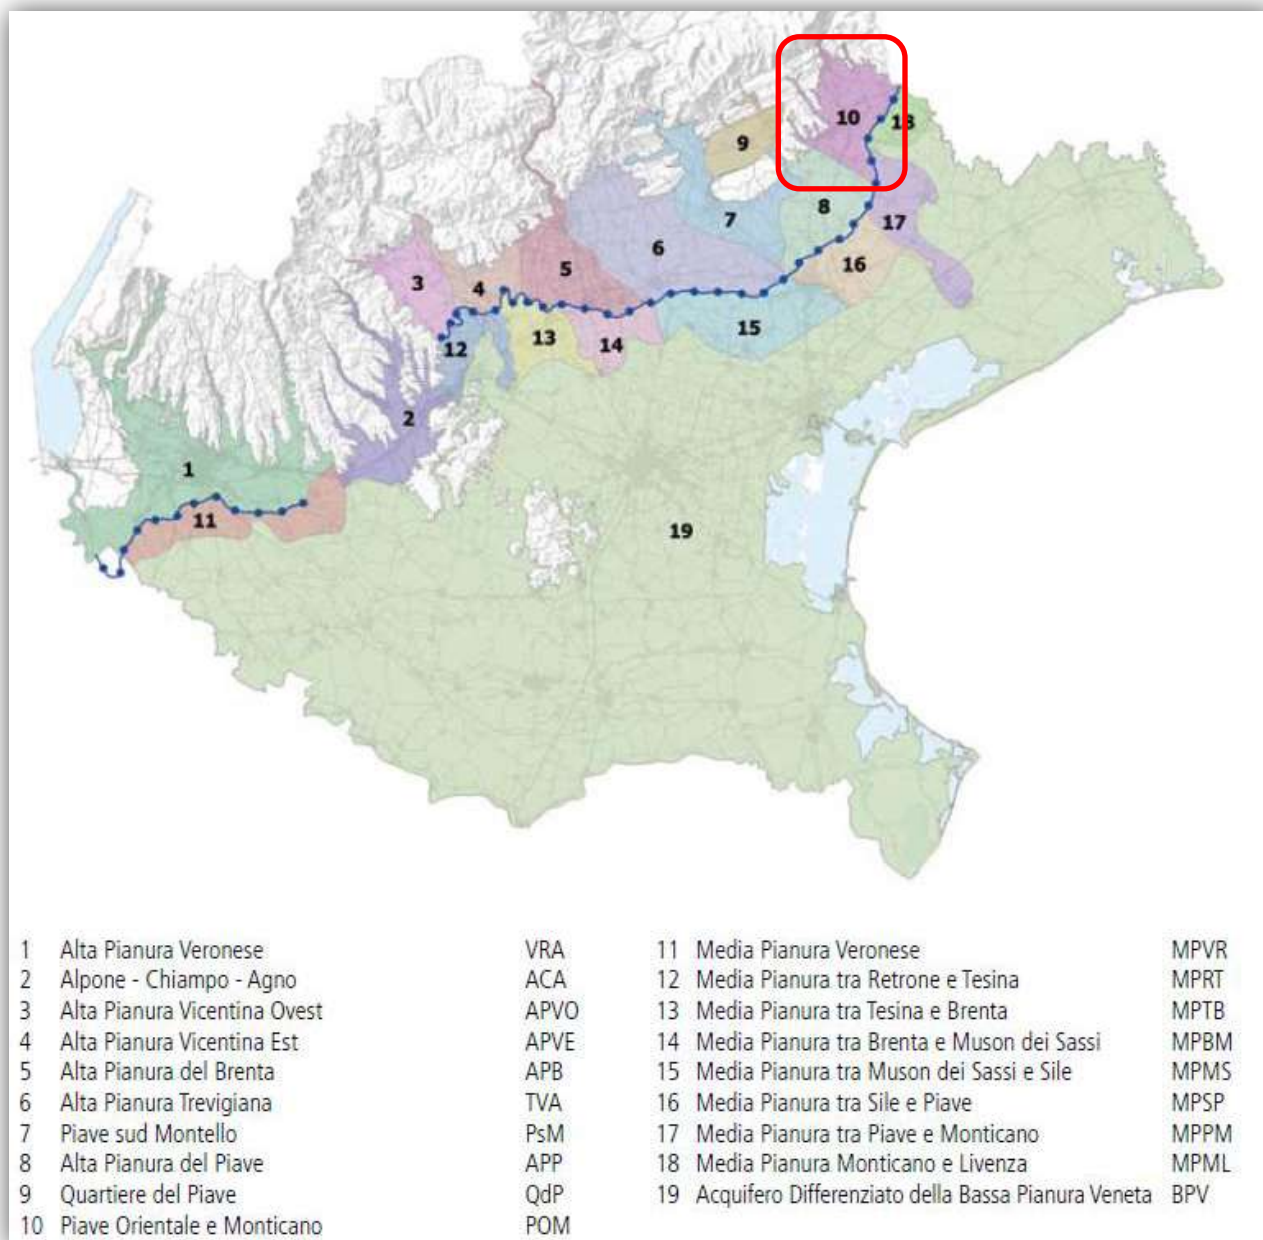 10
18
9
8
7
17
6
16
3
4
5
15
13
14
12
2
1
11
19
1 Alta Pianura Veronese VRA
2 Alpone - Chiampo - Agno ACA
3 Alta Pianura Vicentina Ovest APVO
4 Alta Pianura Vicentina Est APVE
5 Alta Pianura del Brenta APB
6 Alta Pianura Trevigiana TVA
7 Piave sud Montello PsM
8 Alta Pianura del Piave APP
9 Quartiere del Piave QdP
10 Piave Orientale e Monticano POM
11 Media Pianura Veronese MPVR
12 Media Pianura tra Retrone e Tesina MPRT
13 Media Pianura tra Tesina e Brenta MPTB
14 Media Pianura tra Brenta e Muson dei Sassi MPBM
15 Media Pianura tra Muson dei Sassi e Sile MPMS
16 Media Pianura tra Sile e Piave MPSP
17 Media Pianura tra Piave e Monticano MPPM
18 Media Pianura Monticano e Livenza MPML
19 Acquifero Differenziato della Bassa Pianura Veneta BPV